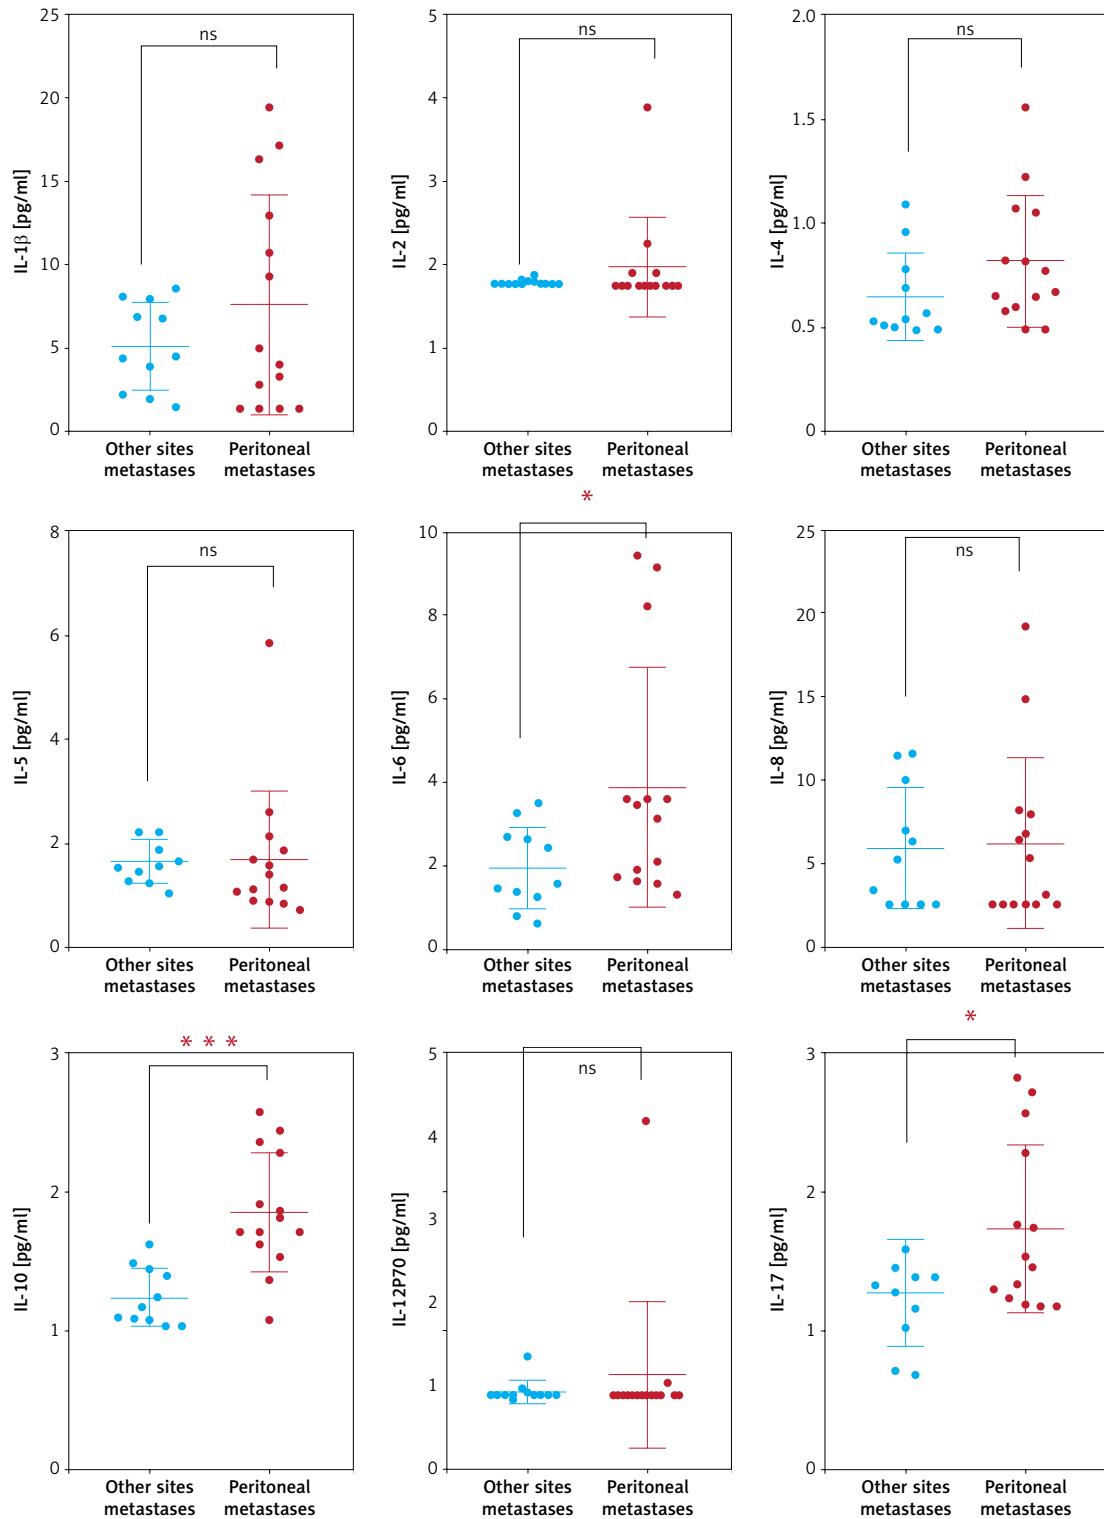 25
20
15
10
5
0
IL-1β [pg/ml]
ns
Other sites
metastases
Peritoneal
metastases
5
4
3
2
1
0
IL-2 [pg/ml]
ns
Other sites
metastases
Peritoneal
metastases
2.0
1.5
1.0
0.5
0
IL-4 [pg/ml]
ns
Other sites
metastases
Peritoneal
metastases
8
6
4
2
0
IL-5 [pg/ml]
ns
Other sites
metastases
Peritoneal
metastases
*
10
8
6
4
2
0
IL-6 [pg/ml]
Other sites
metastases
Peritoneal
metastases
25
20
15
10
5
0
IL-8 [pg/ml]
ns
Other sites
metastases
Peritoneal
metastases
* * *
3
2
1
0
IL-10 [pg/ml]
Other sites
metastases
Peritoneal
metastases
5
4
3
2
1
0
IL-12P70 [pg/ml]
ns
Other sites
metastases
Peritoneal
metastases
*
3
2
1
0
IL-17 [pg/ml]
Other sites
metastases
Peritoneal
metastases